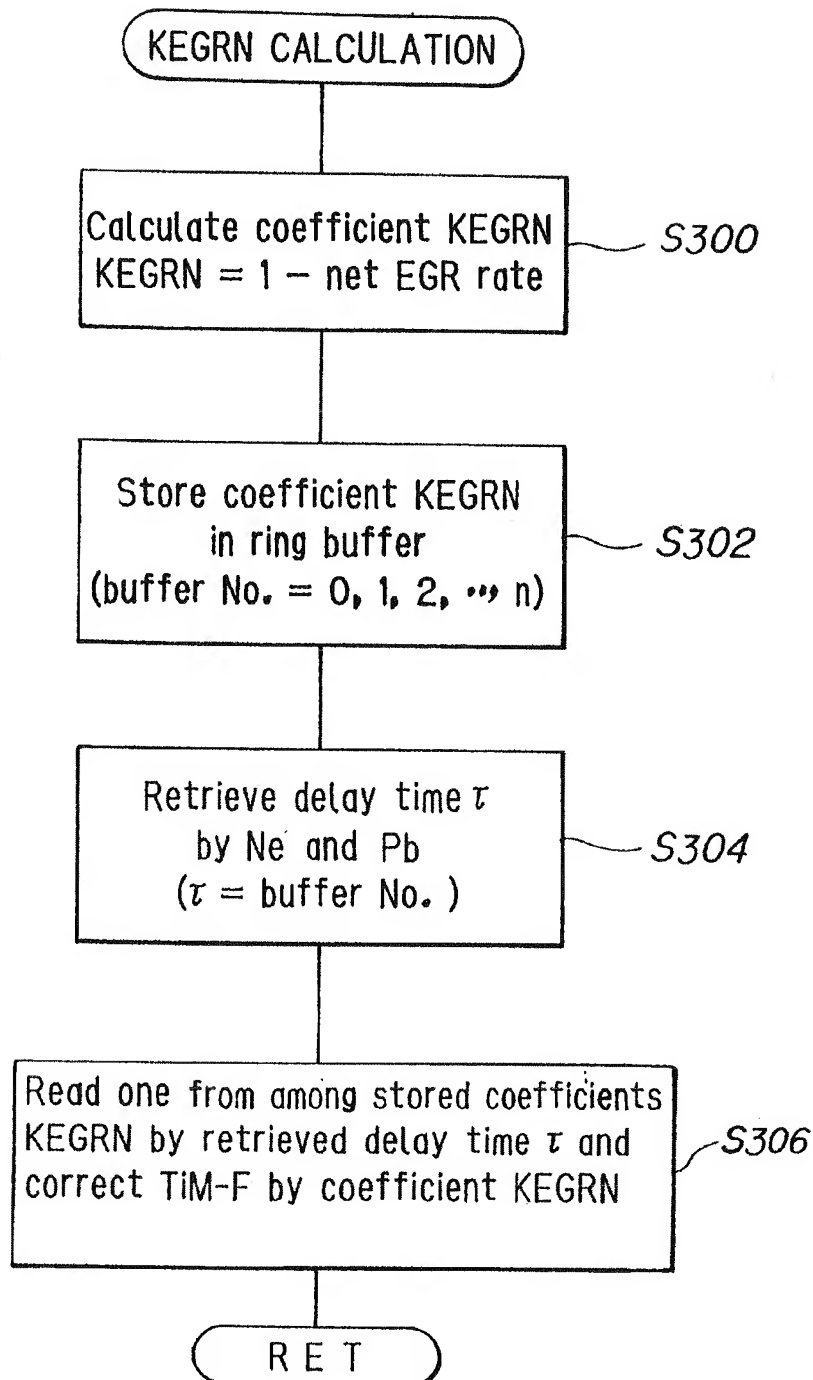 KEGRN CALCULATION
Calculate coefficient KEGRN
KEGRN = 1 – net EGR rate
S300
Store coefficient KEGRN
in ring buffer
(buffer No. = 0, 1, 2, ···, n)
S302
Retrieve delay time τ
by Ne and Pb
(τ = buffer No. )
S304
Read one from among stored coefficients
KEGRN by retrieved delay time τ and
correct TiM-F by coefficient KEGRN
S306
RET